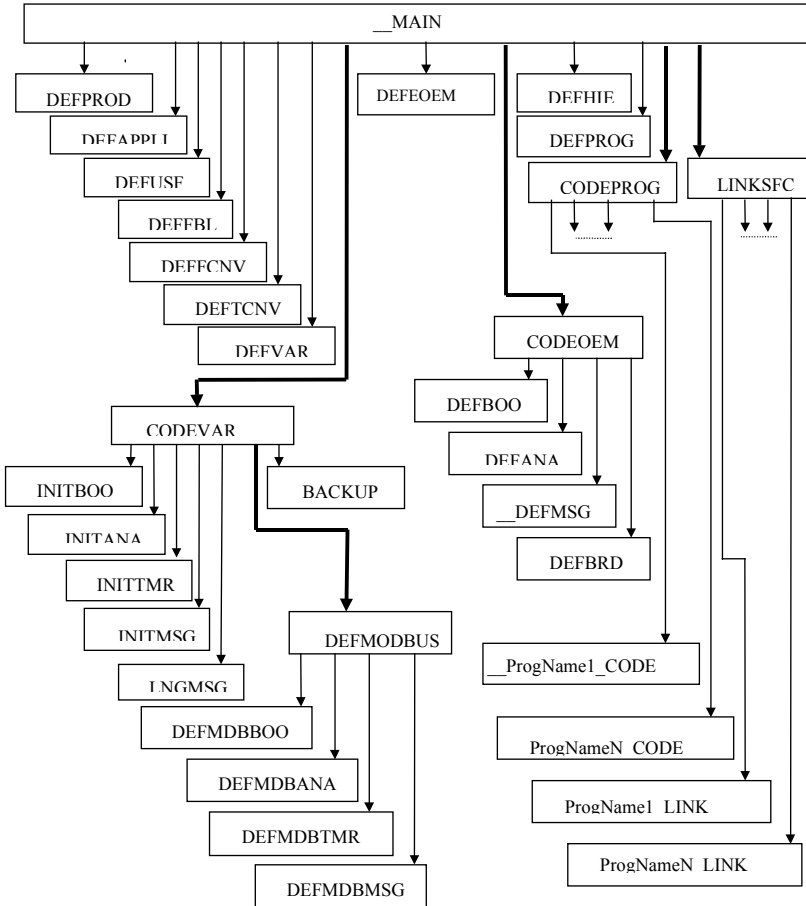 __MAIN
DEFPROD
DEFEOEM
DEFHIE
DEFAPPLI
DEFPROG
DEFUSF
CODEPROG
LINKSFC
DEFFBL
DEFFCNV
DEFTCNV
DEFVAR
CODEOEM
DEFBOO
CODEVAR
DEFANA
INITBOO
BACKUP
__DEFMSG
INITANA
DEFBRD
INITTMR
INITMSG
DEFMODBUS
LNGMSG
__ProgName1_CODE
DEFMDBBOO
ProgNameN_CODE
DEFMDBANA
ProgName1_LINK
DEFMDBTMR
ProgNameN_LINK
DEFMDBMSG